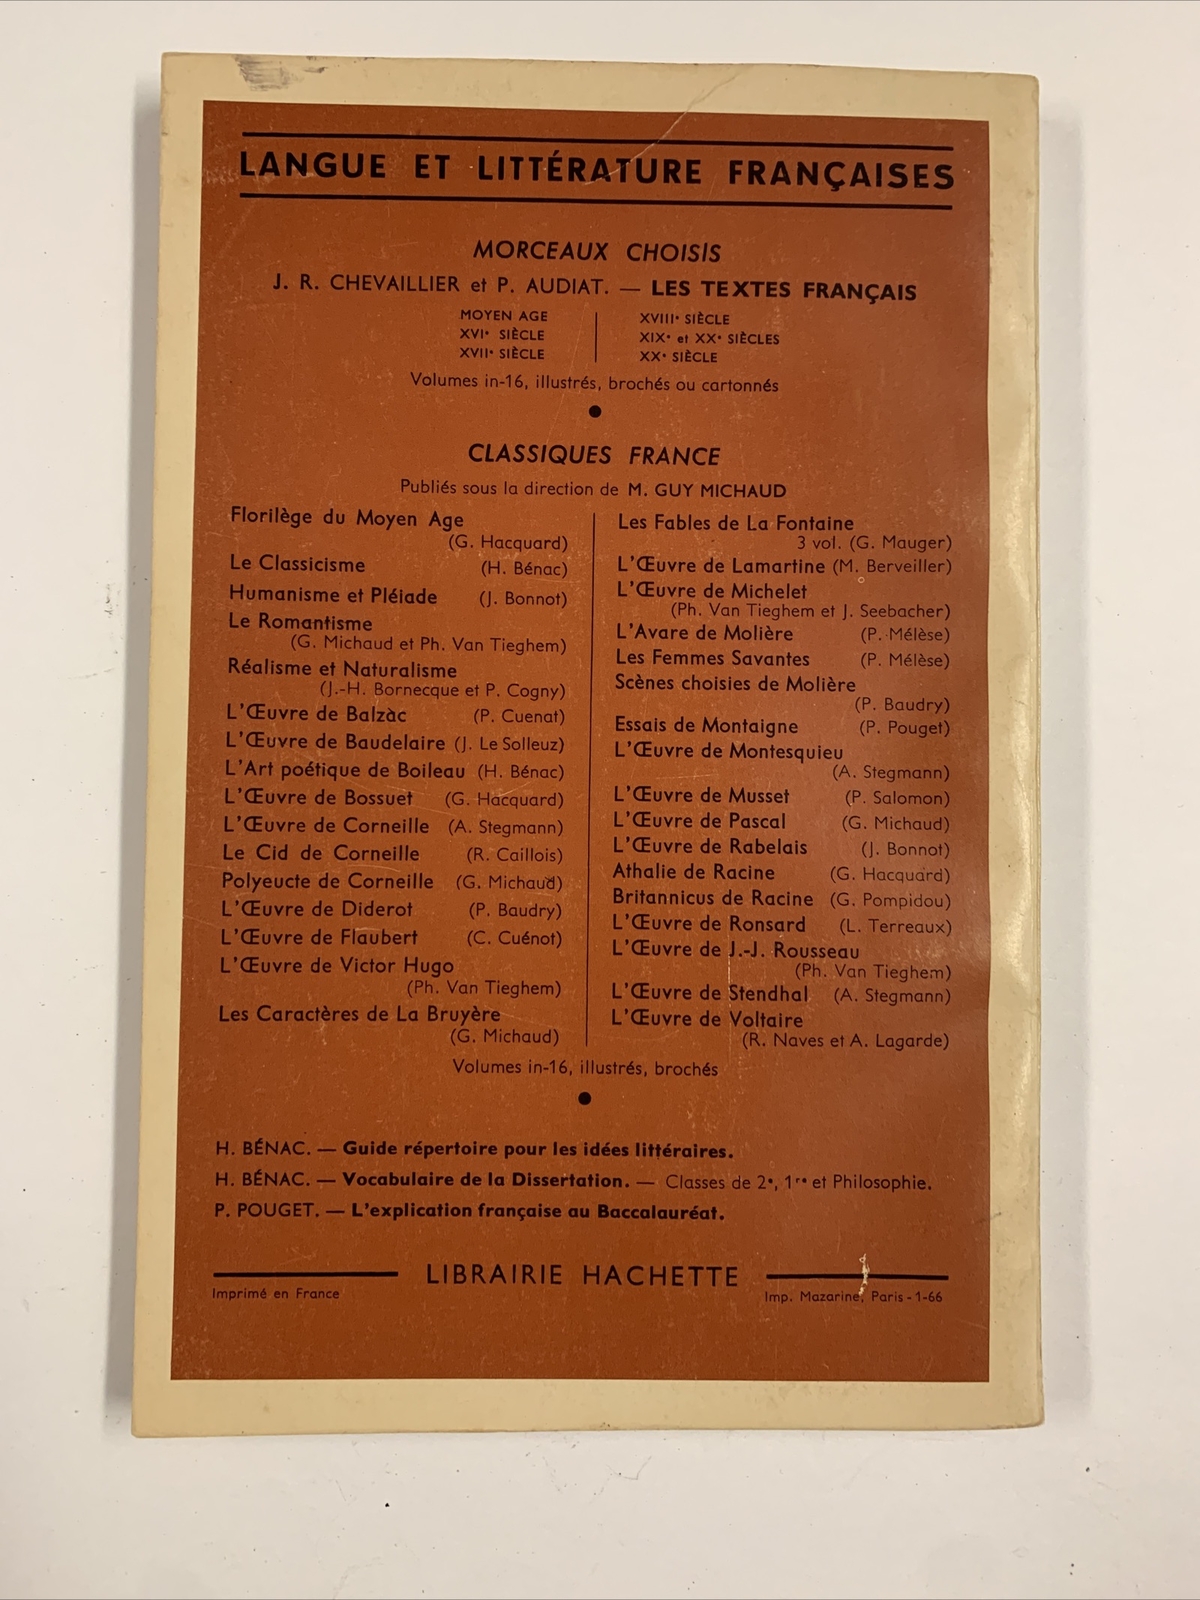 LANGUE ET LITTÉRATURE FRANÇAISES
MORCEAUX CHOISIS
J. R. CHEVAILLIER et P. AUDIAT. — LES TEXTES FRANÇAIS
MOYEN AGE
XVIᵉ SIÈCLE
XVIIᵉ SIÈCLE
XVIIIᵉ SIÈCLE
XIXᵉ et XXᵉ SIÈCLES
XXᵉ SIÈCLE
Volumes in-16, illustrés, brochés ou cartonnés
CLASSIQUES FRANCE
Publiés sous la direction de M. GUY MICHAUD
Florilège du Moyen Age
(G. Hacquard)
Le Classicisme (H. Bénac)
Humanisme et Pléiade (J. Bonnot)
Le Romantisme
(G. Michaud et Ph. Van Tieghem)
Réalisme et Naturalisme
(J.-H. Bornecque et P. Cogny)
L'Œuvre de Balzàc (P. Cuenat)
L'Œuvre de Baudelaire (J. Le Solleuz)
L'Art poétique de Boileau (H. Bénac)
L'Œuvre de Bossuet (G. Hacquard)
L'Œuvre de Corneille (A. Stegmann)
Le Cid de Corneille (R. Caillois)
Polyeucte de Corneille (G. Michaud)
L'Œuvre de Diderot (P. Baudry)
L'Œuvre de Flaubert (C. Cuénot)
L'Œuvre de Victor Hugo
(Ph. Van Tieghem)
Les Caractères de La Bruyère
(G. Michaud)
Les Fables de La Fontaine
3 vol. (G. Mauger)
L'Œuvre de Lamartine (M. Berveiller)
L'Œuvre de Michelet
(Ph. Van Tieghem et J. Seebacher)
L'Avare de Molière (P. Mélèse)
Les Femmes Savantes (P. Mélèse)
Scènes choisies de Molière
(P. Baudry)
Essais de Montaigne (P. Pouget)
L'Œuvre de Montesquieu
(A. Stegmann)
L'Œuvre de Musset (P. Salomon)
L'Œuvre de Pascal (G. Michaud)
L'Œuvre de Rabelais (J. Bonnot)
Athalie de Racine (G. Hacquard)
Britannicus de Racine (G. Pompidou)
L'Œuvre de Ronsard (L. Terreaux)
L'Œuvre de J.-J. Rousseau
(Ph. Van Tieghem)
L'Œuvre de Stendhal (A. Stegmann)
L'Œuvre de Voltaire
(R. Naves et A. Lagarde)
Volumes in-16, illustrés, brochés
H. BÉNAC. — Guide répertoire pour les idées littéraires.
H. BÉNAC. — Vocabulaire de la Dissertation. — Classes de 2ᵉ, 1ʳᵉ et Philosophie.
P. POUGET. — L'explication française au Baccalauréat.
LIBRAIRIE HACHETTE
Imprimé en France
Imp. Mazarine, Paris - 1-66